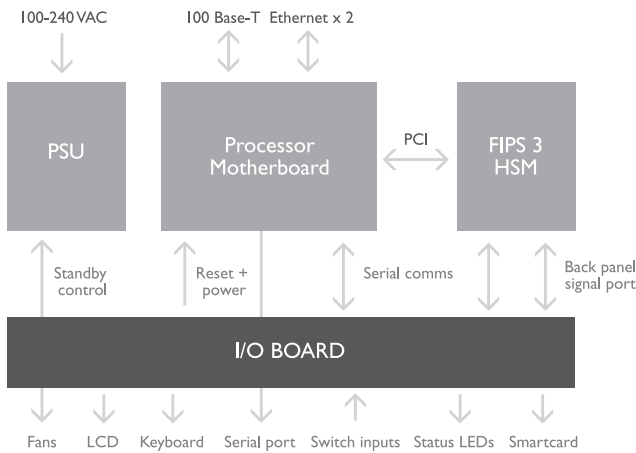 100-240 VAC
100 Base-T Ethernet x 2
PSU
Processor
Motherboard
PCI
FIPS 3
HSM
Standby
control
Reset +
power
Serial comms
Back panel
signal port
I/O BOARD
Fans
LCD
Keyboard
Serial port
Switch inputs
Status LEDs
Smartcard